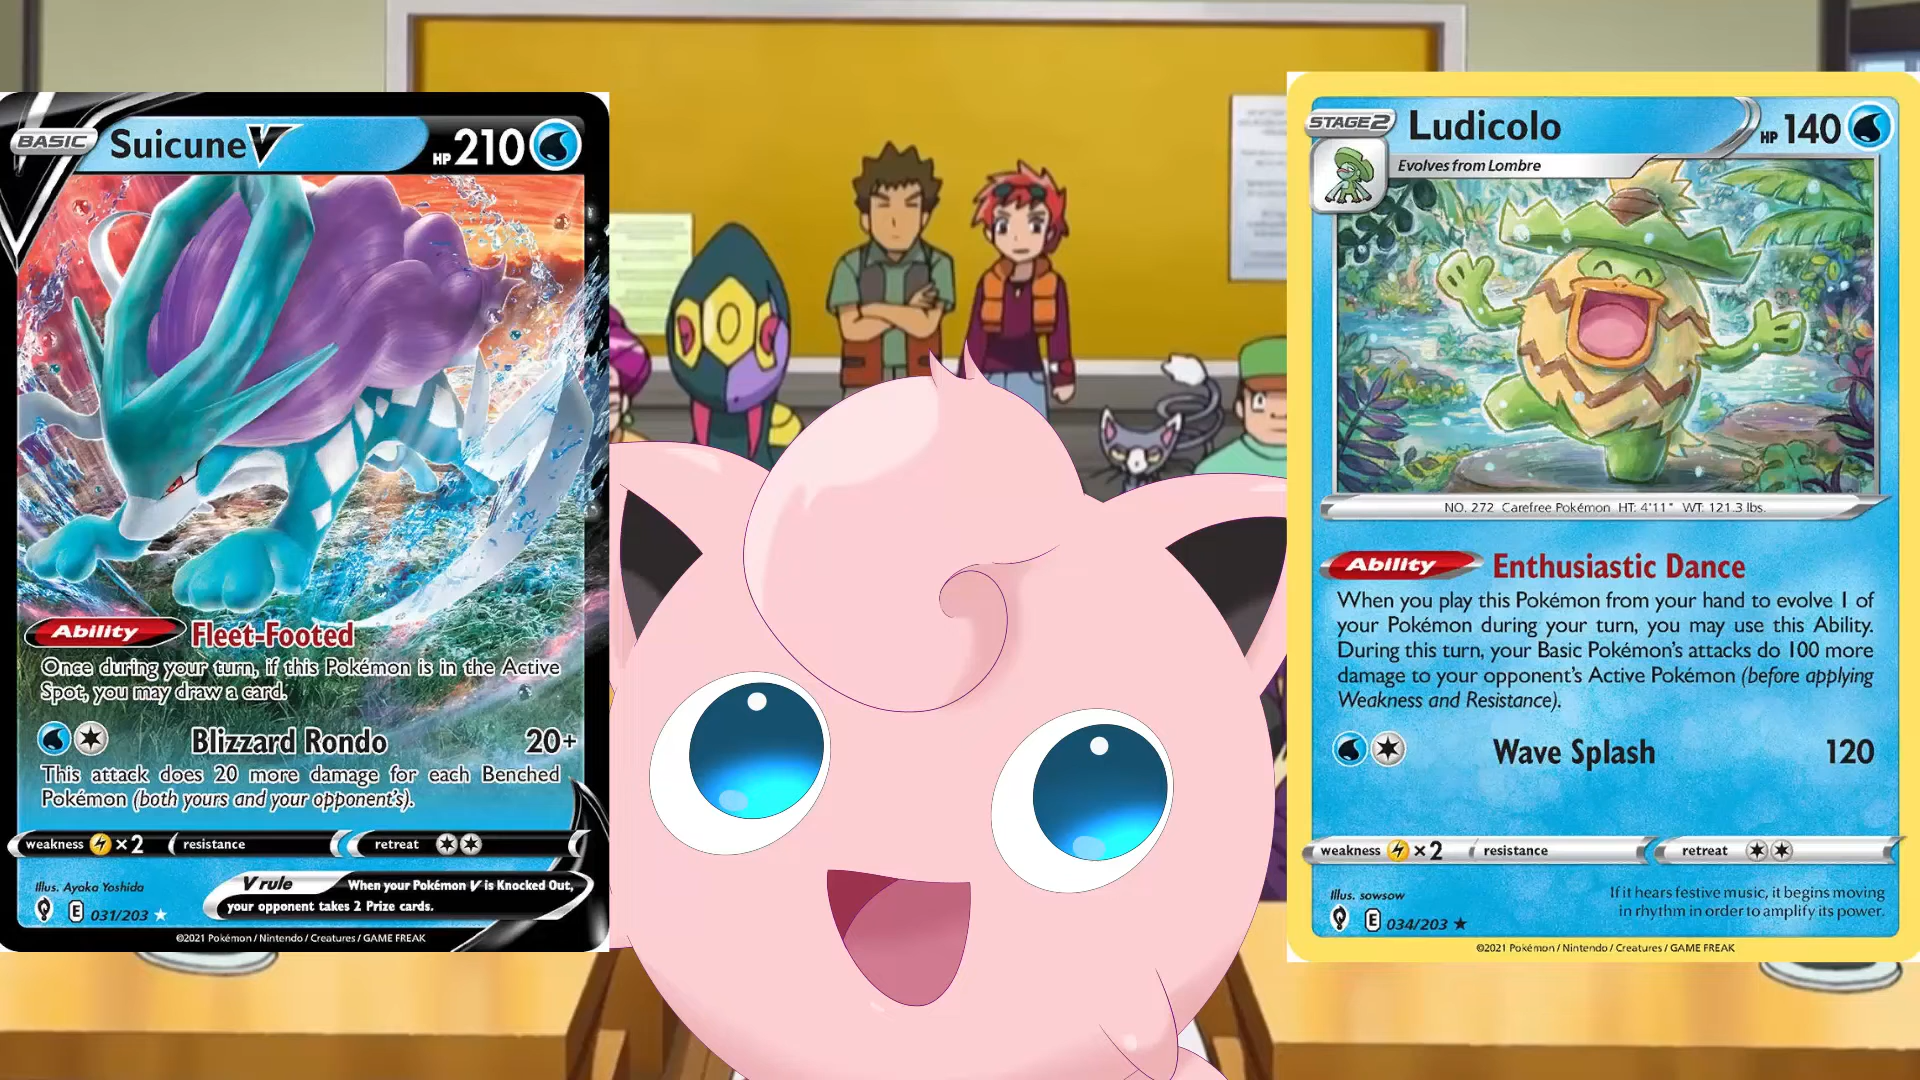 BASIC
Suicune V
HP 210
Ability Fleet-Footed
Once during your turn, if this Pokémon is in the Active
Spot, you may draw a card.
Blizzard Rondo 20+
This attack does 20 more damage for each Benched
Pokémon (both yours and your opponent's).
weakness ×2 resistance retreat
Illus. Ayaka Yoshida
V rule When your Pokémon V is Knocked Out,
your opponent takes 2 Prize cards.
E 031/203 ★
©2021 Pokémon / Nintendo / Creatures / GAME FREAK
STAGE 2
Ludicolo
HP 140
Evolves from Lombre
NO. 272 Carefree Pokémon HT: 4'11" WT: 121.3 lbs.
Ability Enthusiastic Dance
When you play this Pokémon from your hand to evolve 1 of
your Pokémon during your turn, you may use this Ability.
During this turn, your Basic Pokémon's attacks do 100 more
damage to your opponent's Active Pokémon (before applying
Weakness and Resistance).
Wave Splash 120
weakness ×2 resistance retreat
Illus. sowsow
If it hears festive music, it begins moving
in rhythm in order to amplify its power.
E 034/203 ★
©2021 Pokémon / Nintendo / Creatures / GAME FREAK